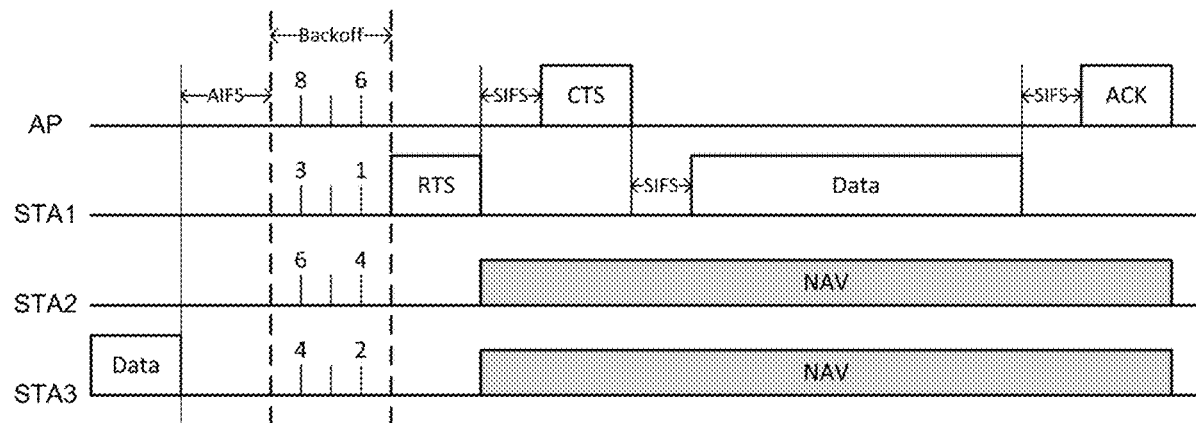 Backoff
AIFS 8 6 SIFS CTS SIFS ACK
AP
3 1 RTS SIFS Data
STA1
6 4 NAV
STA2
Data 4 2 NAV
STA3